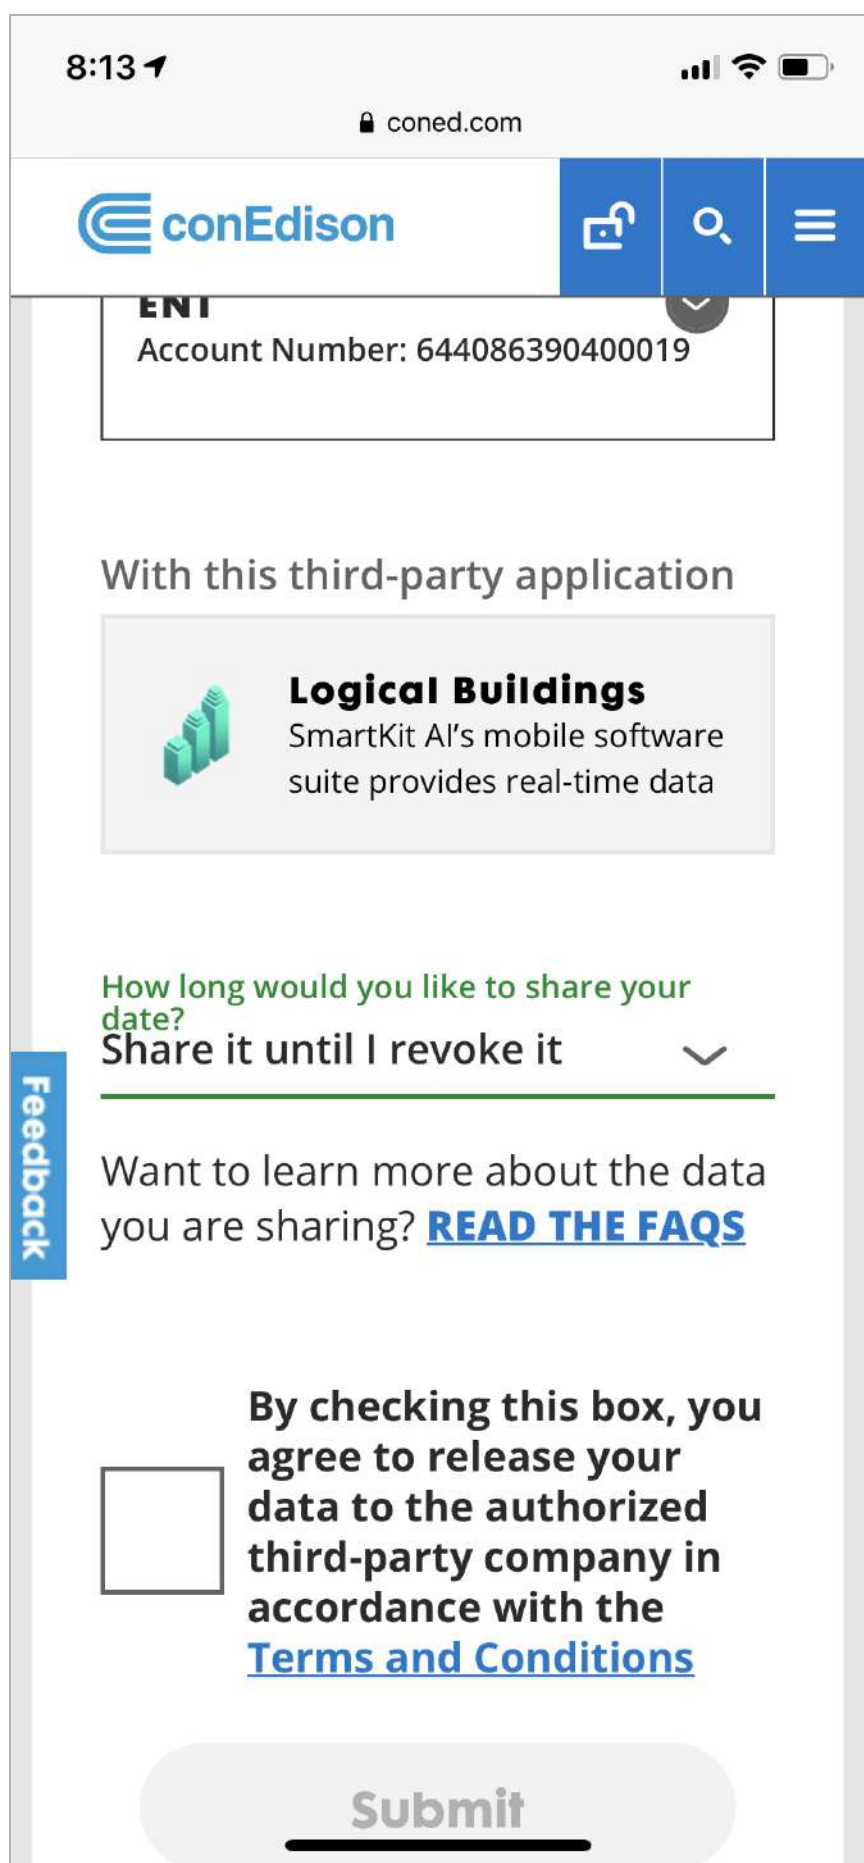 8:13
coned.com
conEdison
ENT
Account Number: 644086390400019
With this third-party application
Logical Buildings
SmartKit AI's mobile software
suite provides real-time data
How long would you like to share your
date?
Share it until I revoke it
Feedback
Want to learn more about the data
you are sharing? READ THE FAQS
By checking this box, you
agree to release your
data to the authorized
third-party company in
accordance with the
Terms and Conditions
Submit